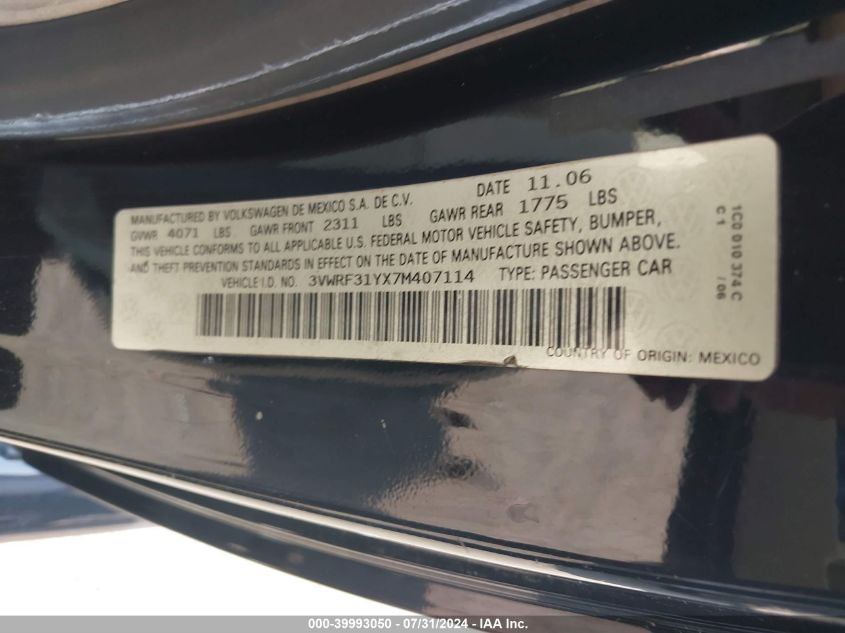 MANUFACTURED BY VOLKSWAGEN DE MEXICO S.A. DE C.V. DATE 11.06
GVWR 4071 LBS GAWR FRONT 2311 LBS GAWR REAR 1775 LBS
THIS VEHICLE CONFORMS TO ALL APPLICABLE U.S. FEDERAL MOTOR VEHICLE SAFETY, BUMPER,
AND THEFT PREVENTION STANDARDS IN EFFECT ON THE DATE OF MANUFACTURE SHOWN ABOVE.
VEHICLE I.D. NO. 3VWRF31YX7M407114 TYPE: PASSENGER CAR
COUNTRY OF ORIGIN: MEXICO
1C0 010 374 C
C 1 /06
000-39993050 - 07/31/2024 - IAA Inc.